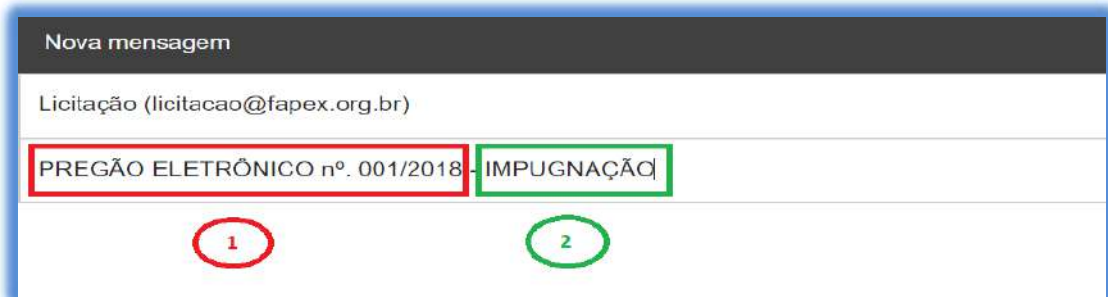 Nova mensagem
Licitação (licitacao@fapex.org.br)
PREGÃO ELETRÔNICO nº. 001/2018 - IMPUGNAÇÃO
1 2